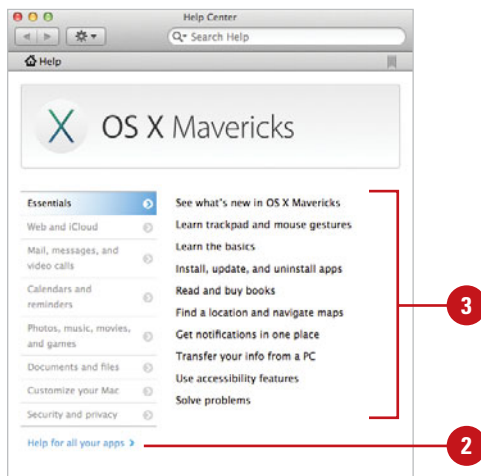 Help Center
Search Help
Help
OS X Mavericks
Essentials
Web and iCloud
Mail, messages, and
video calls
Calendars and
reminders
Photos, music, movies,
and games
Documents and files
Customize your Mac
Security and privacy
Help for all your apps
See what's new in OS X Mavericks
Learn trackpad and mouse gestures
Learn the basics
Install, update, and uninstall apps
Read and buy books
Find a location and navigate maps
Get notifications in one place
Transfer your info from a PC
Use accessibility features
Solve problems
3
2